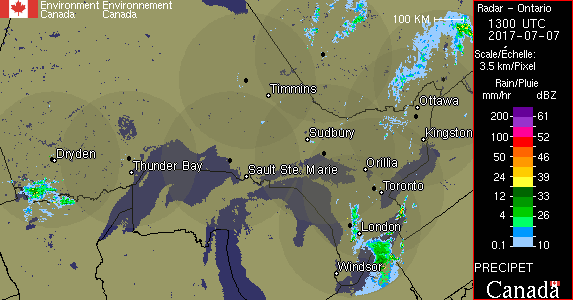 Environment Environnement
Canada Canada
100 KM
Timmins
Ottawa
Sudbury
Kingston
Dryden
Thunder Bay
Sault Ste. Marie
Orillia
Toronto
London
Windsor
Radar – Ontario
1300 UTC
2017-07-07
Scale/Échelle:
3.5 km/Pixel
Rain/Pluie
mm/hr dBZ
200 61
100 52
50 46
24 39
12 33
4 26
0.1 10
PRECIPET
Canada